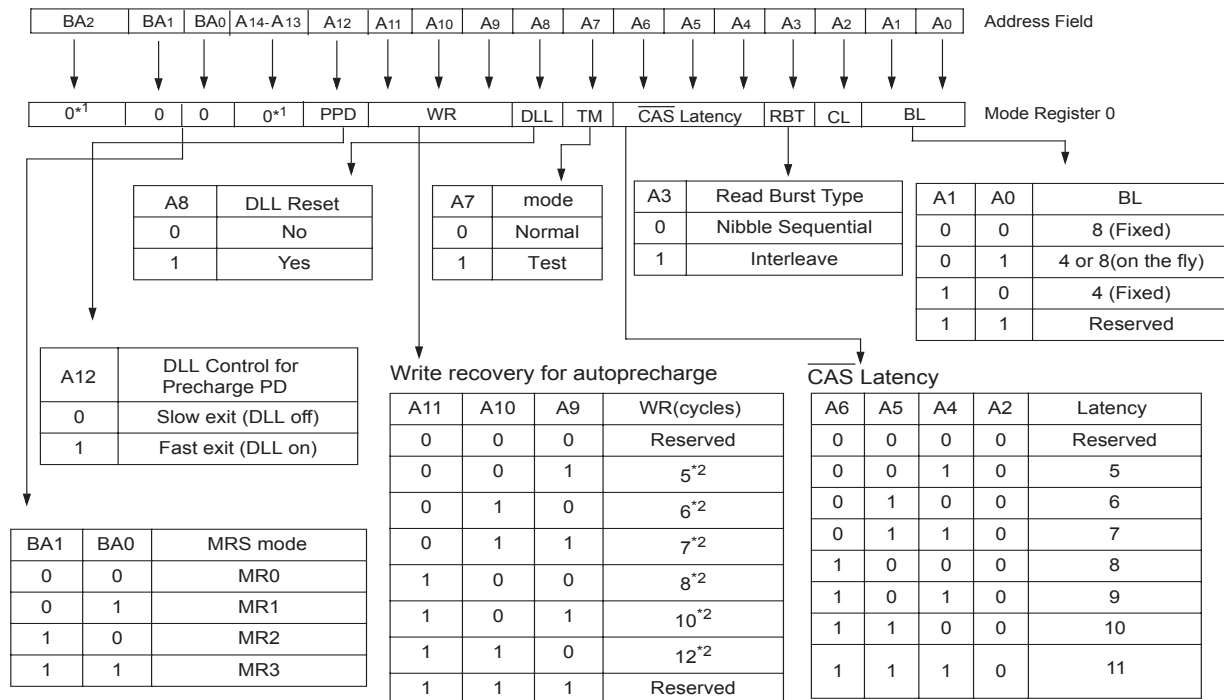 BA2 BA1 BA0 A14-A13 A12 A11 A10 A9 A8 A7 A6 A5 A4 A3 A2 A1 A0 Address Field
0*1 0 0 0*1 PPD WR DLL TM CAS Latency RBT CL BL Mode Register 0
A8 DLL Reset
0 No
1 Yes
A7 mode
0 Normal
1 Test
A3 Read Burst Type
0 Nibble Sequential
1 Interleave
A1 A0 BL
0 0 8 (Fixed)
0 1 4 or 8(on the fly)
1 0 4 (Fixed)
1 1 Reserved
A12 DLL Control for
Precharge PD
0 Slow exit (DLL off)
1 Fast exit (DLL on)
Write recovery for autoprecharge
A11 A10 A9 WR(cycles)
0 0 0 Reserved
0 0 1 5*2
0 1 0 6*2
0 1 1 7*2
1 0 0 8*2
1 0 1 10*2
1 1 0 12*2
1 1 1 Reserved
CAS Latency
A6 A5 A4 A2 Latency
0 0 0 0 Reserved
0 0 1 0 5
0 1 0 0 6
0 1 1 0 7
1 0 0 0 8
1 0 1 0 9
1 1 0 0 10
1 1 1 0 11
BA1 BA0 MRS mode
0 0 MR0
0 1 MR1
1 0 MR2
1 1 MR3